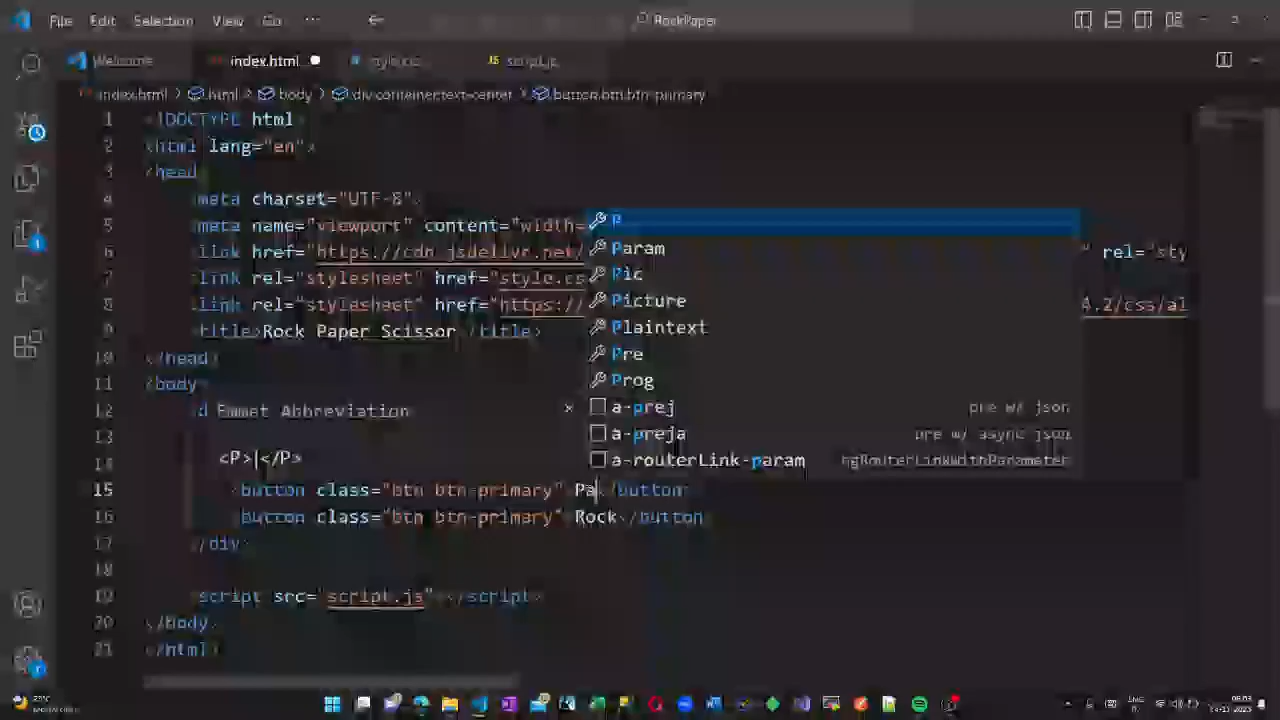 File Edit Selection View Go ··· RockPaper
Welcome index.html style.css script.js
index.html > html > body > div.container.text-center > button.btn.btn-primary
1 <!DOCTYPE html>
2 <html lang="en">
3 <head>
4 <meta charset="UTF-8">
5 <meta name="viewport" content="width=
6 <link href="https://cdn.jsdelivr.net/ " rel="sty
7 <link rel="stylesheet" href="style.cs
8 <link rel="stylesheet" href="https:// 4.2/css/al
9 <title>Rock Paper Scissor </title>
10 </head>
11 <body>
12 <d
13
14
15 <button class="btn btn-primary">Pa</button>
16 <button class="btn btn-primary">Rock</button>
17 </div>
18
19 <script src="script.js"></script>
20 </body>
21 </html>
Emmet Abbreviation ×
<P>|</P>
P
Param
Pic
Picture
Plaintext
Pre
Prog
a-prej pre w/ json
a-preja pre w/ async json
a-routerLink-param ngRouterLinkWithParameter
ENG